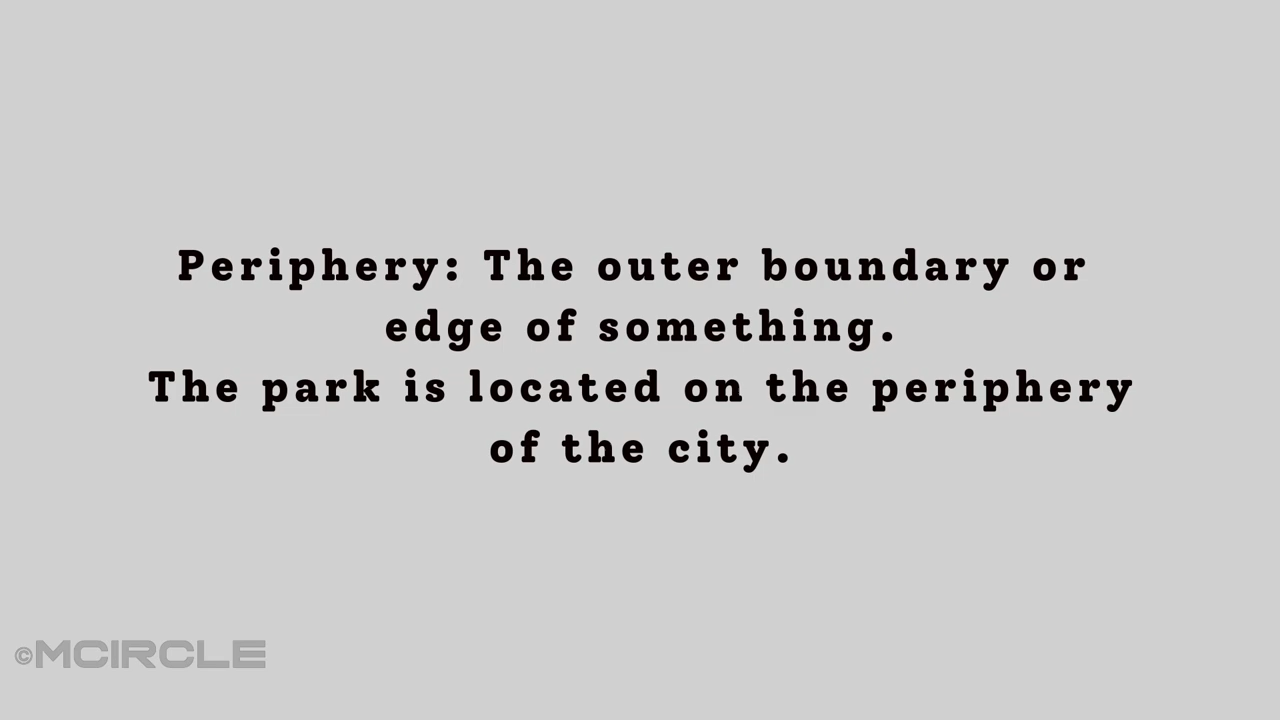 Periphery: The outer boundary or
edge of something.
The park is located on the periphery
of the city.
©MCIRCLE